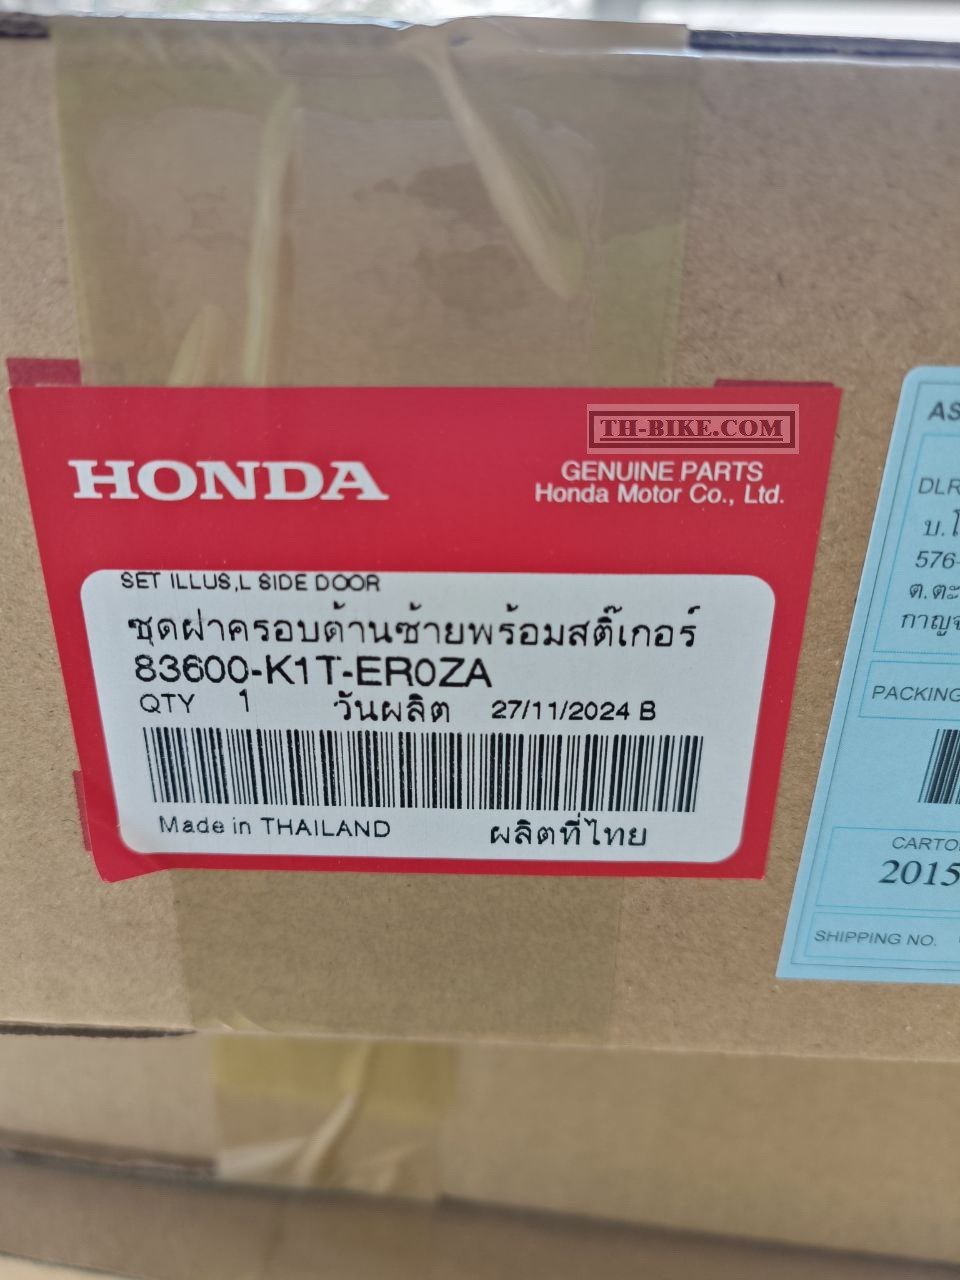 TH-BIKE.COM
HONDA
GENUINE PARTS
Honda Motor Co., Ltd.
SET ILLUS,L SIDE DOOR
ชุดฝาครอบด้านซ้ายพร้อมสติ๊เกอร์
83600-K1T-ER0ZA
QTY 1 วันผลิต 27/11/2024 B
Made in THAILAND ผลิตที่ไทย
AS
DLR
บ.โ
576-
ต.ตะ
กาญจ
PACKING
CARTO
2015
SHIPPING NO.